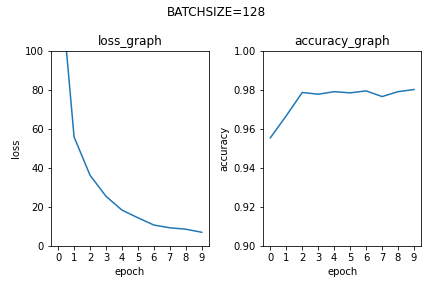 BATCHSIZE=128
loss_graph
100
80
60
40
20
0
loss
0 1 2 3 4 5 6 7 8 9
epoch
accuracy_graph
1.00
0.98
0.96
0.94
0.92
0.90
accuracy
0 1 2 3 4 5 6 7 8 9
epoch